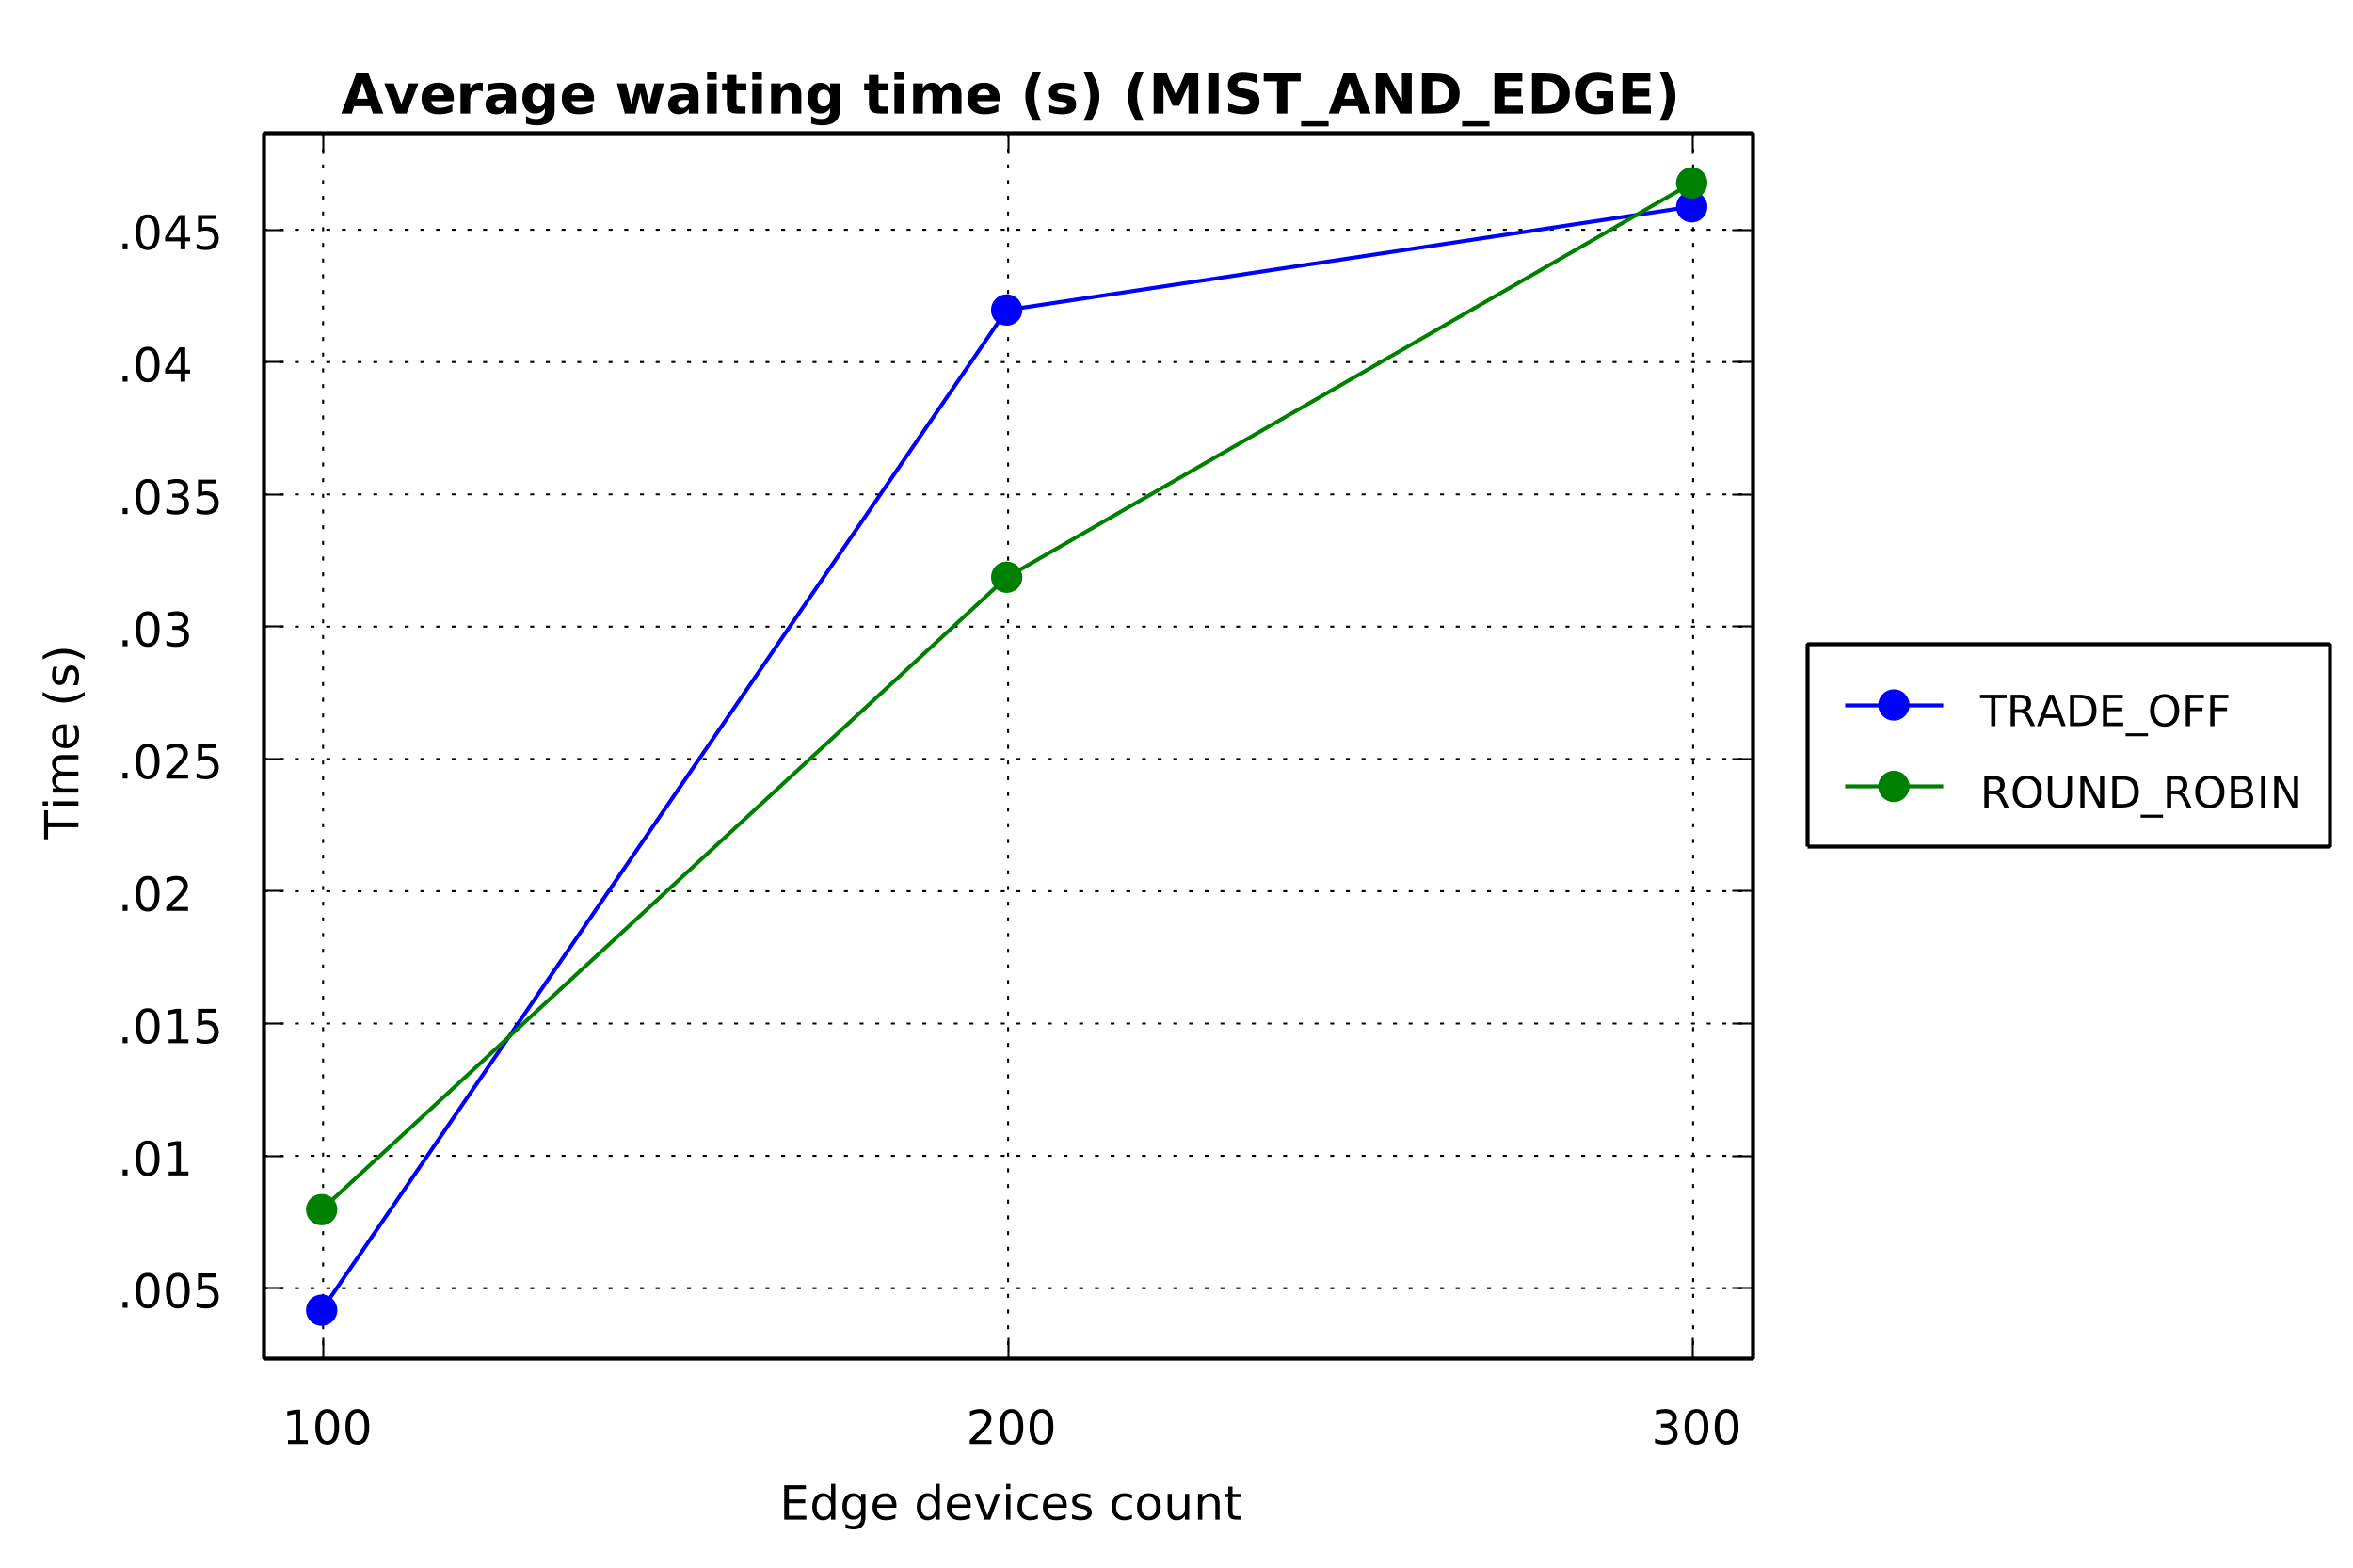 Average waiting time (s) (MIST_AND_EDGE)
.045
.04
.035
.03
.025
.02
.015
.01
.005
Time (s)
100 200 300
Edge devices count
TRADE_OFF
ROUND_ROBIN